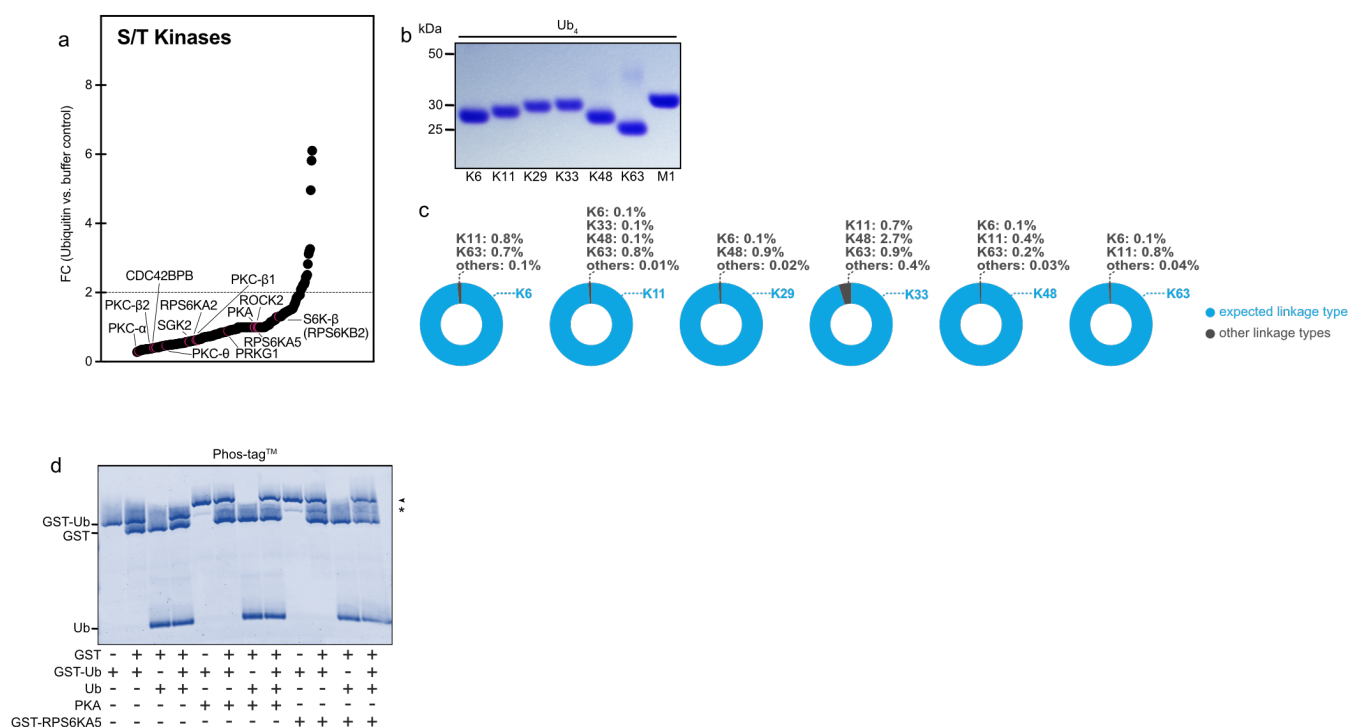 a
S/T Kinases
FC (Ubiquitin vs. buffer control)
8
6
4
2
0
CDC42BPB
PKC-β1
PKC-β2
RPS6KA2
ROCK2
PKA
PKC-α
SGK2
S6K-β
(RPS6KB2)
RPS6KA5
PKC-θ
PRKG1
b
kDa
Ub4
50
30
25
K6 K11 K29 K33 K48 K63 M1
c
K11: 0.8%
K63: 0.7%
others: 0.1%
K6
K6: 0.1%
K33: 0.1%
K48: 0.1%
K63: 0.8%
others: 0.01%
K11
K6: 0.1%
K48: 0.9%
others: 0.02%
K29
K11: 0.7%
K48: 2.7%
K63: 0.9%
others: 0.4%
K33
K6: 0.1%
K11: 0.4%
K63: 0.2%
others: 0.03%
K48
K6: 0.1%
K11: 0.8%
others: 0.04%
K63
expected linkage type
other linkage types
d
Phos-tag™
GST-Ub
GST
Ub
*
GST - + + + - + + + - + + +
GST-Ub + + - + + + - + + + - +
Ub - - + + - - + + - - + +
PKA - - - - + + + + - - - -
GST-RPS6KA5 - - - - - - - - + + + +